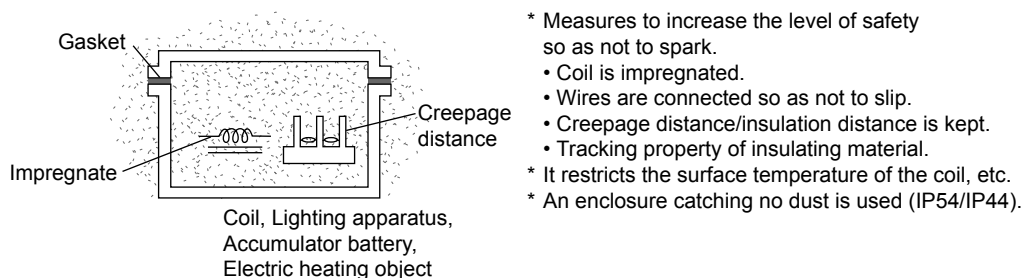 Gasket
Impregnate
Creepage
distance
Coil, Lighting apparatus,
Accumulator battery,
Electric heating object
* Measures to increase the level of safety
so as not to spark.
• Coil is impregnated.
• Wires are connected so as not to slip.
• Creepage distance/insulation distance is kept.
• Tracking property of insulating material.
* It restricts the surface temperature of the coil, etc.
* An enclosure catching no dust is used (IP54/IP44).